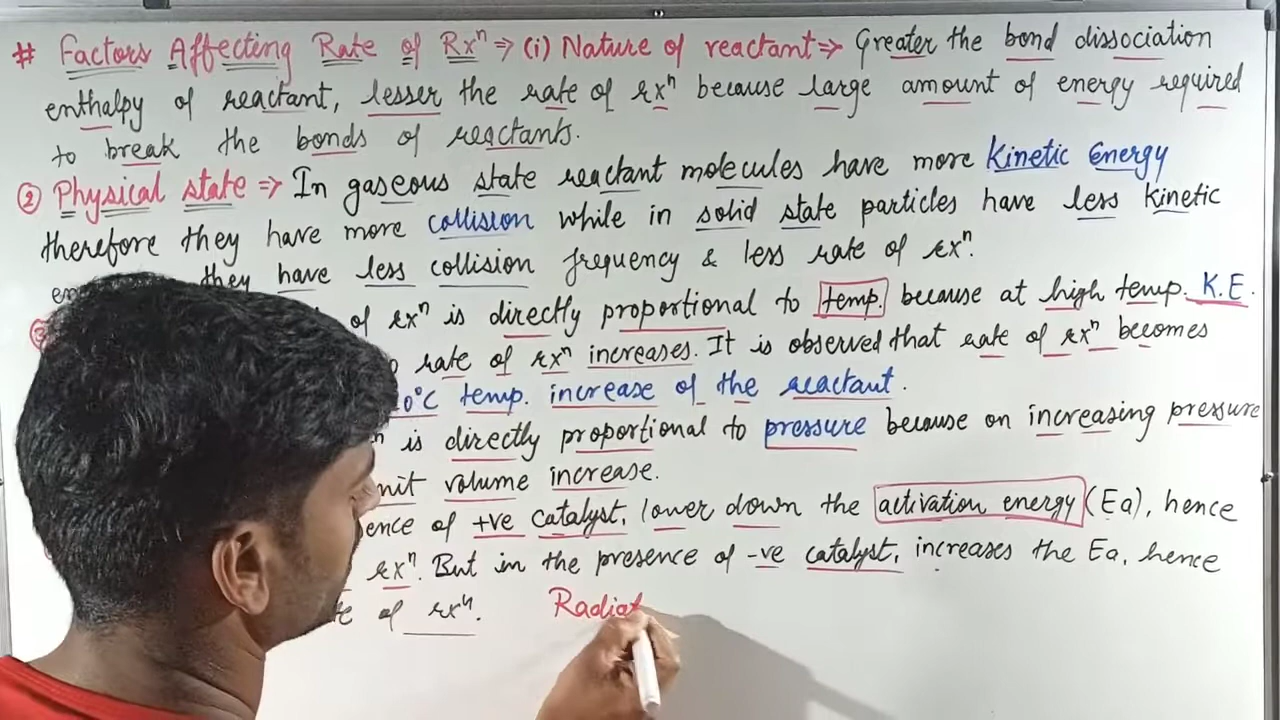 # Factors Affecting Rate of Rxⁿ ⇒ (i) Nature of reactant ⇒ Greater the bond dissociation
enthalpy of reactant, lesser the rate of rxⁿ because large amount of energy required
to break the bonds of reactants.
② Physical state ⇒ In gaseous state reactant molecules have more Kinetic Energy
therefore they have more collision while in solid state particles have less kinetic
they have less collision frequency & less rate of rxⁿ.
③ of rxⁿ is directly proportional to temp. because at high temp. K.E.
rate of rxⁿ increases. It is observed that rate of rxⁿ becomes
0°C temp. increase of the reactant.
is directly proportional to pressure because on increasing pressure
volume increase.
of +ve catalyst, lower down the activation energy (Ea), hence
rxⁿ. But in the presence of -ve catalyst, increases the Ea, hence
of rxⁿ. Radiat